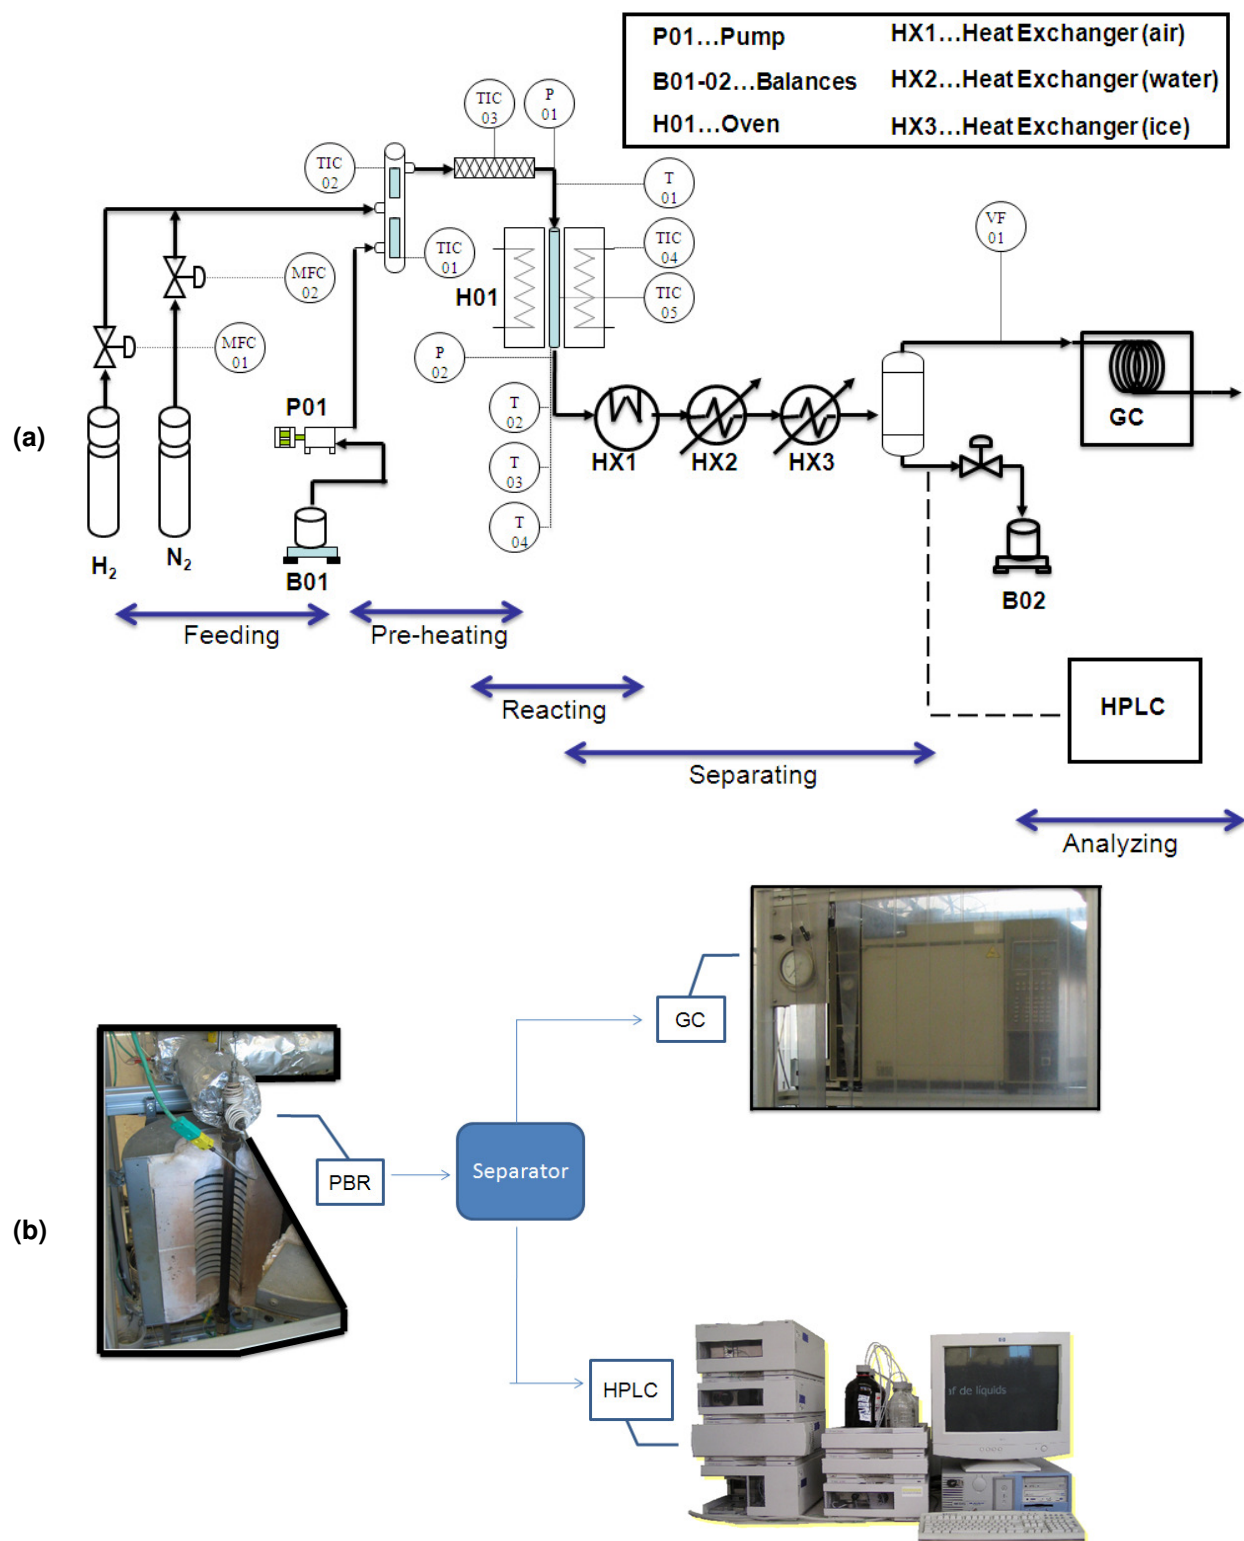 P01...Pump
HX1...Heat Exchanger (air)
B01-02...Balances
HX2...Heat Exchanger (water)
H01...Oven
HX3...Heat Exchanger (ice)
TIC
03
P
01
TIC
02
T
01
VF
01
TIC
01
TIC
04
MFC
02
H01
TIC
05
MFC
01
P
02
P01
T
02
GC
(a)
HX1
HX2
HX3
T
03
T
04
H2
N2
B01
B02
Feeding
Pre-heating
Reacting
HPLC
Separating
Analyzing
GC
Separator
PBR
(b)
HPLC
af de líquids